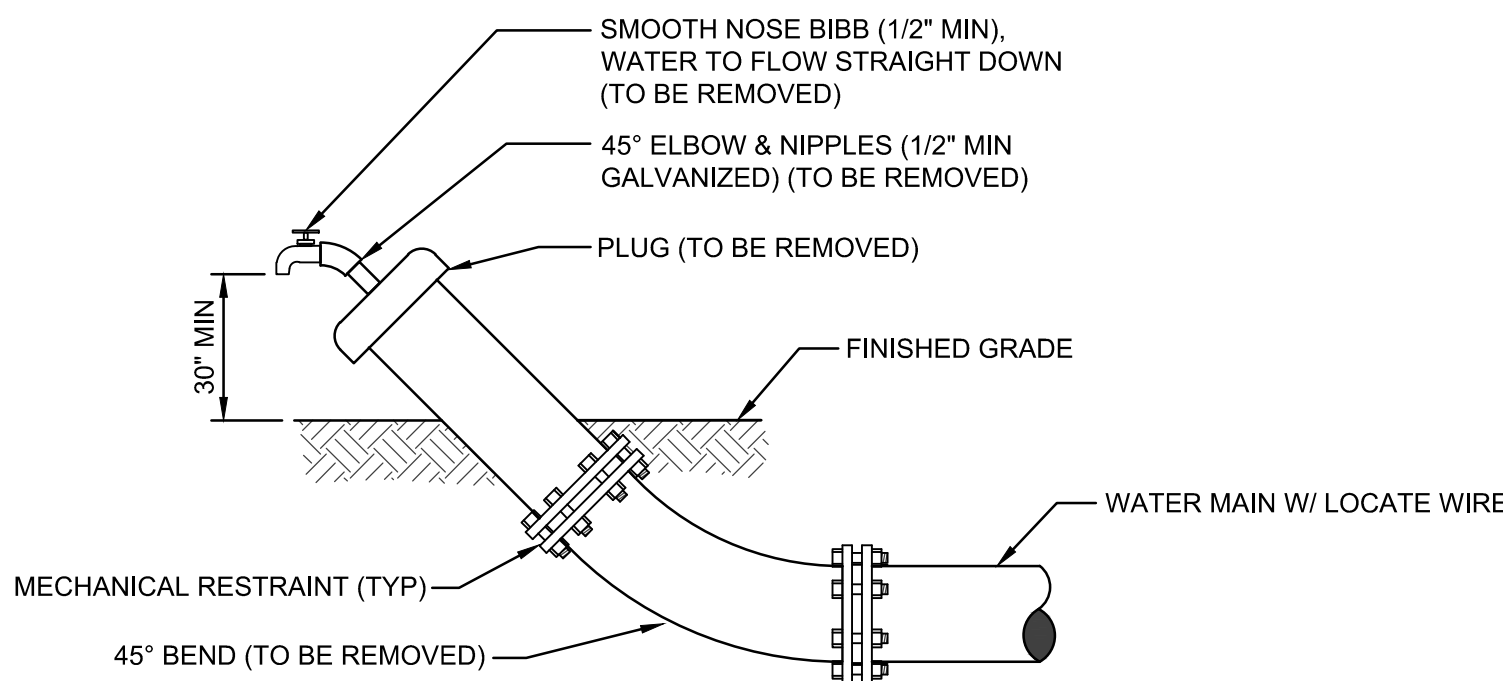 SMOOTH NOSE BIBB (1/2" MIN),
WATER TO FLOW STRAIGHT DOWN
(TO BE REMOVED)
45° ELBOW & NIPPLES (1/2" MIN
GALVANIZED) (TO BE REMOVED)
PLUG (TO BE REMOVED)
30" MIN
FINISHED GRADE
WATER MAIN W/ LOCATE WIRE
MECHANICAL RESTRAINT (TYP)
45° BEND (TO BE REMOVED)